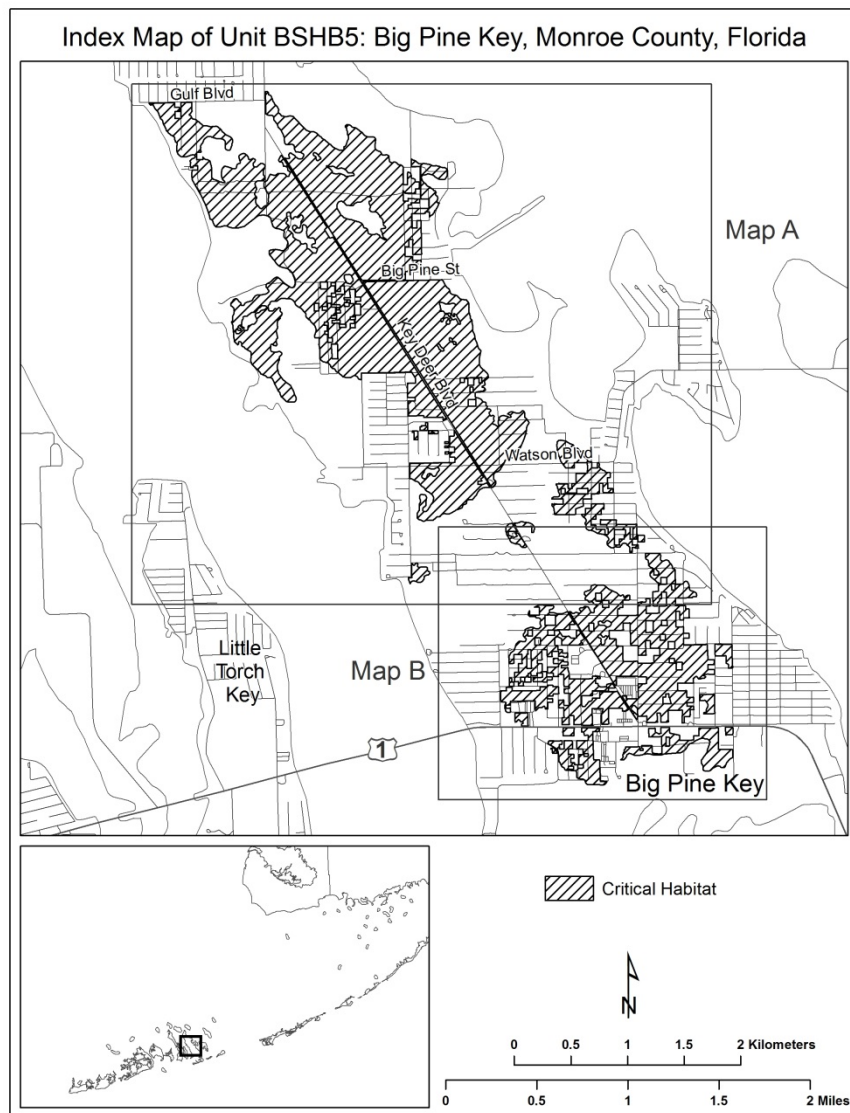 Index Map of Unit BSHB5: Big Pine Key, Monroe County, Florida
Gulf Blvd
Map A
Big Pine St
Key Deer Blvd
Watson Blvd
Little
Torch
Key
Map B
1
Big Pine Key
Critical Habitat
N
0 0.5 1 1.5 2 Kilometers
0 0.5 1 1.5 2 Miles